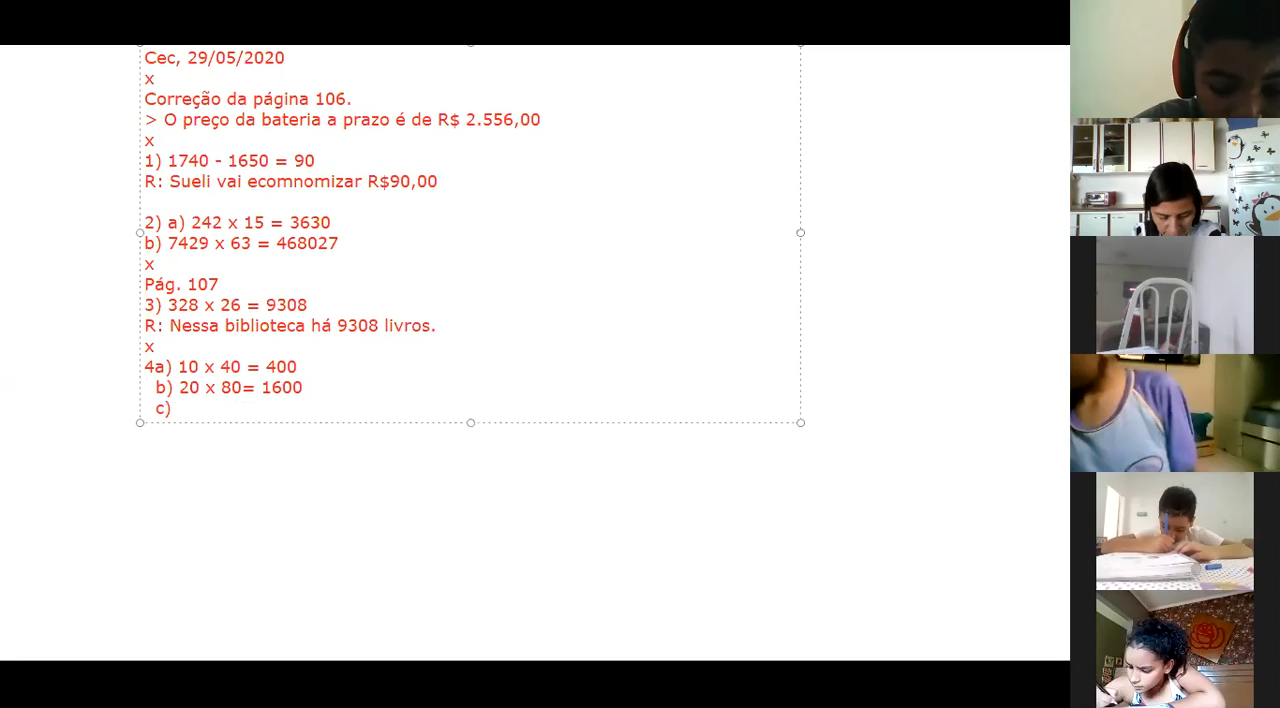 Cec, 29/05/2020
x
Correção da página 106.
> O preço da bateria a prazo é de R$ 2.556,00
x
1) 1740 - 1650 = 90
R: Sueli vai ecomnomizar R$90,00
2) a) 242 x 15 = 3630
b) 7429 x 63 = 468027
x
Pág. 107
3) 328 x 26 = 9308
R: Nessa biblioteca há 9308 livros.
x
4a) 10 x 40 = 400
b) 20 x 80= 1600
c)